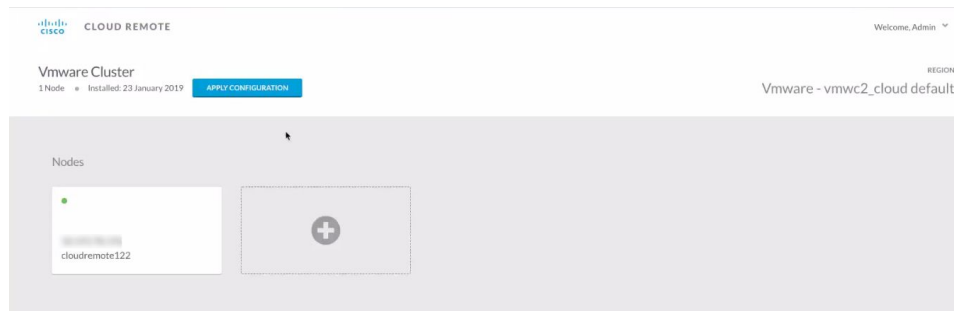 CISCO CLOUD REMOTE
Welcome, Admin
Vmware Cluster
1 Node • Installed: 23 January 2019 APPLY CONFIGURATION
REGION
Vmware - vmwc2_cloud default
Nodes
cloudremote122